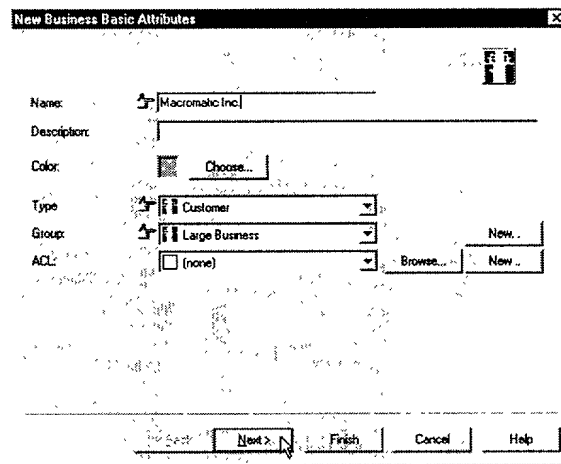 New Business Basic Attributes
Name: Macromatic Inc.
Description:
Color: Choose...
Type Customer
Group: Large Business New...
ACL: (none) Browse... New...
< Back Next > Finish Cancel Help